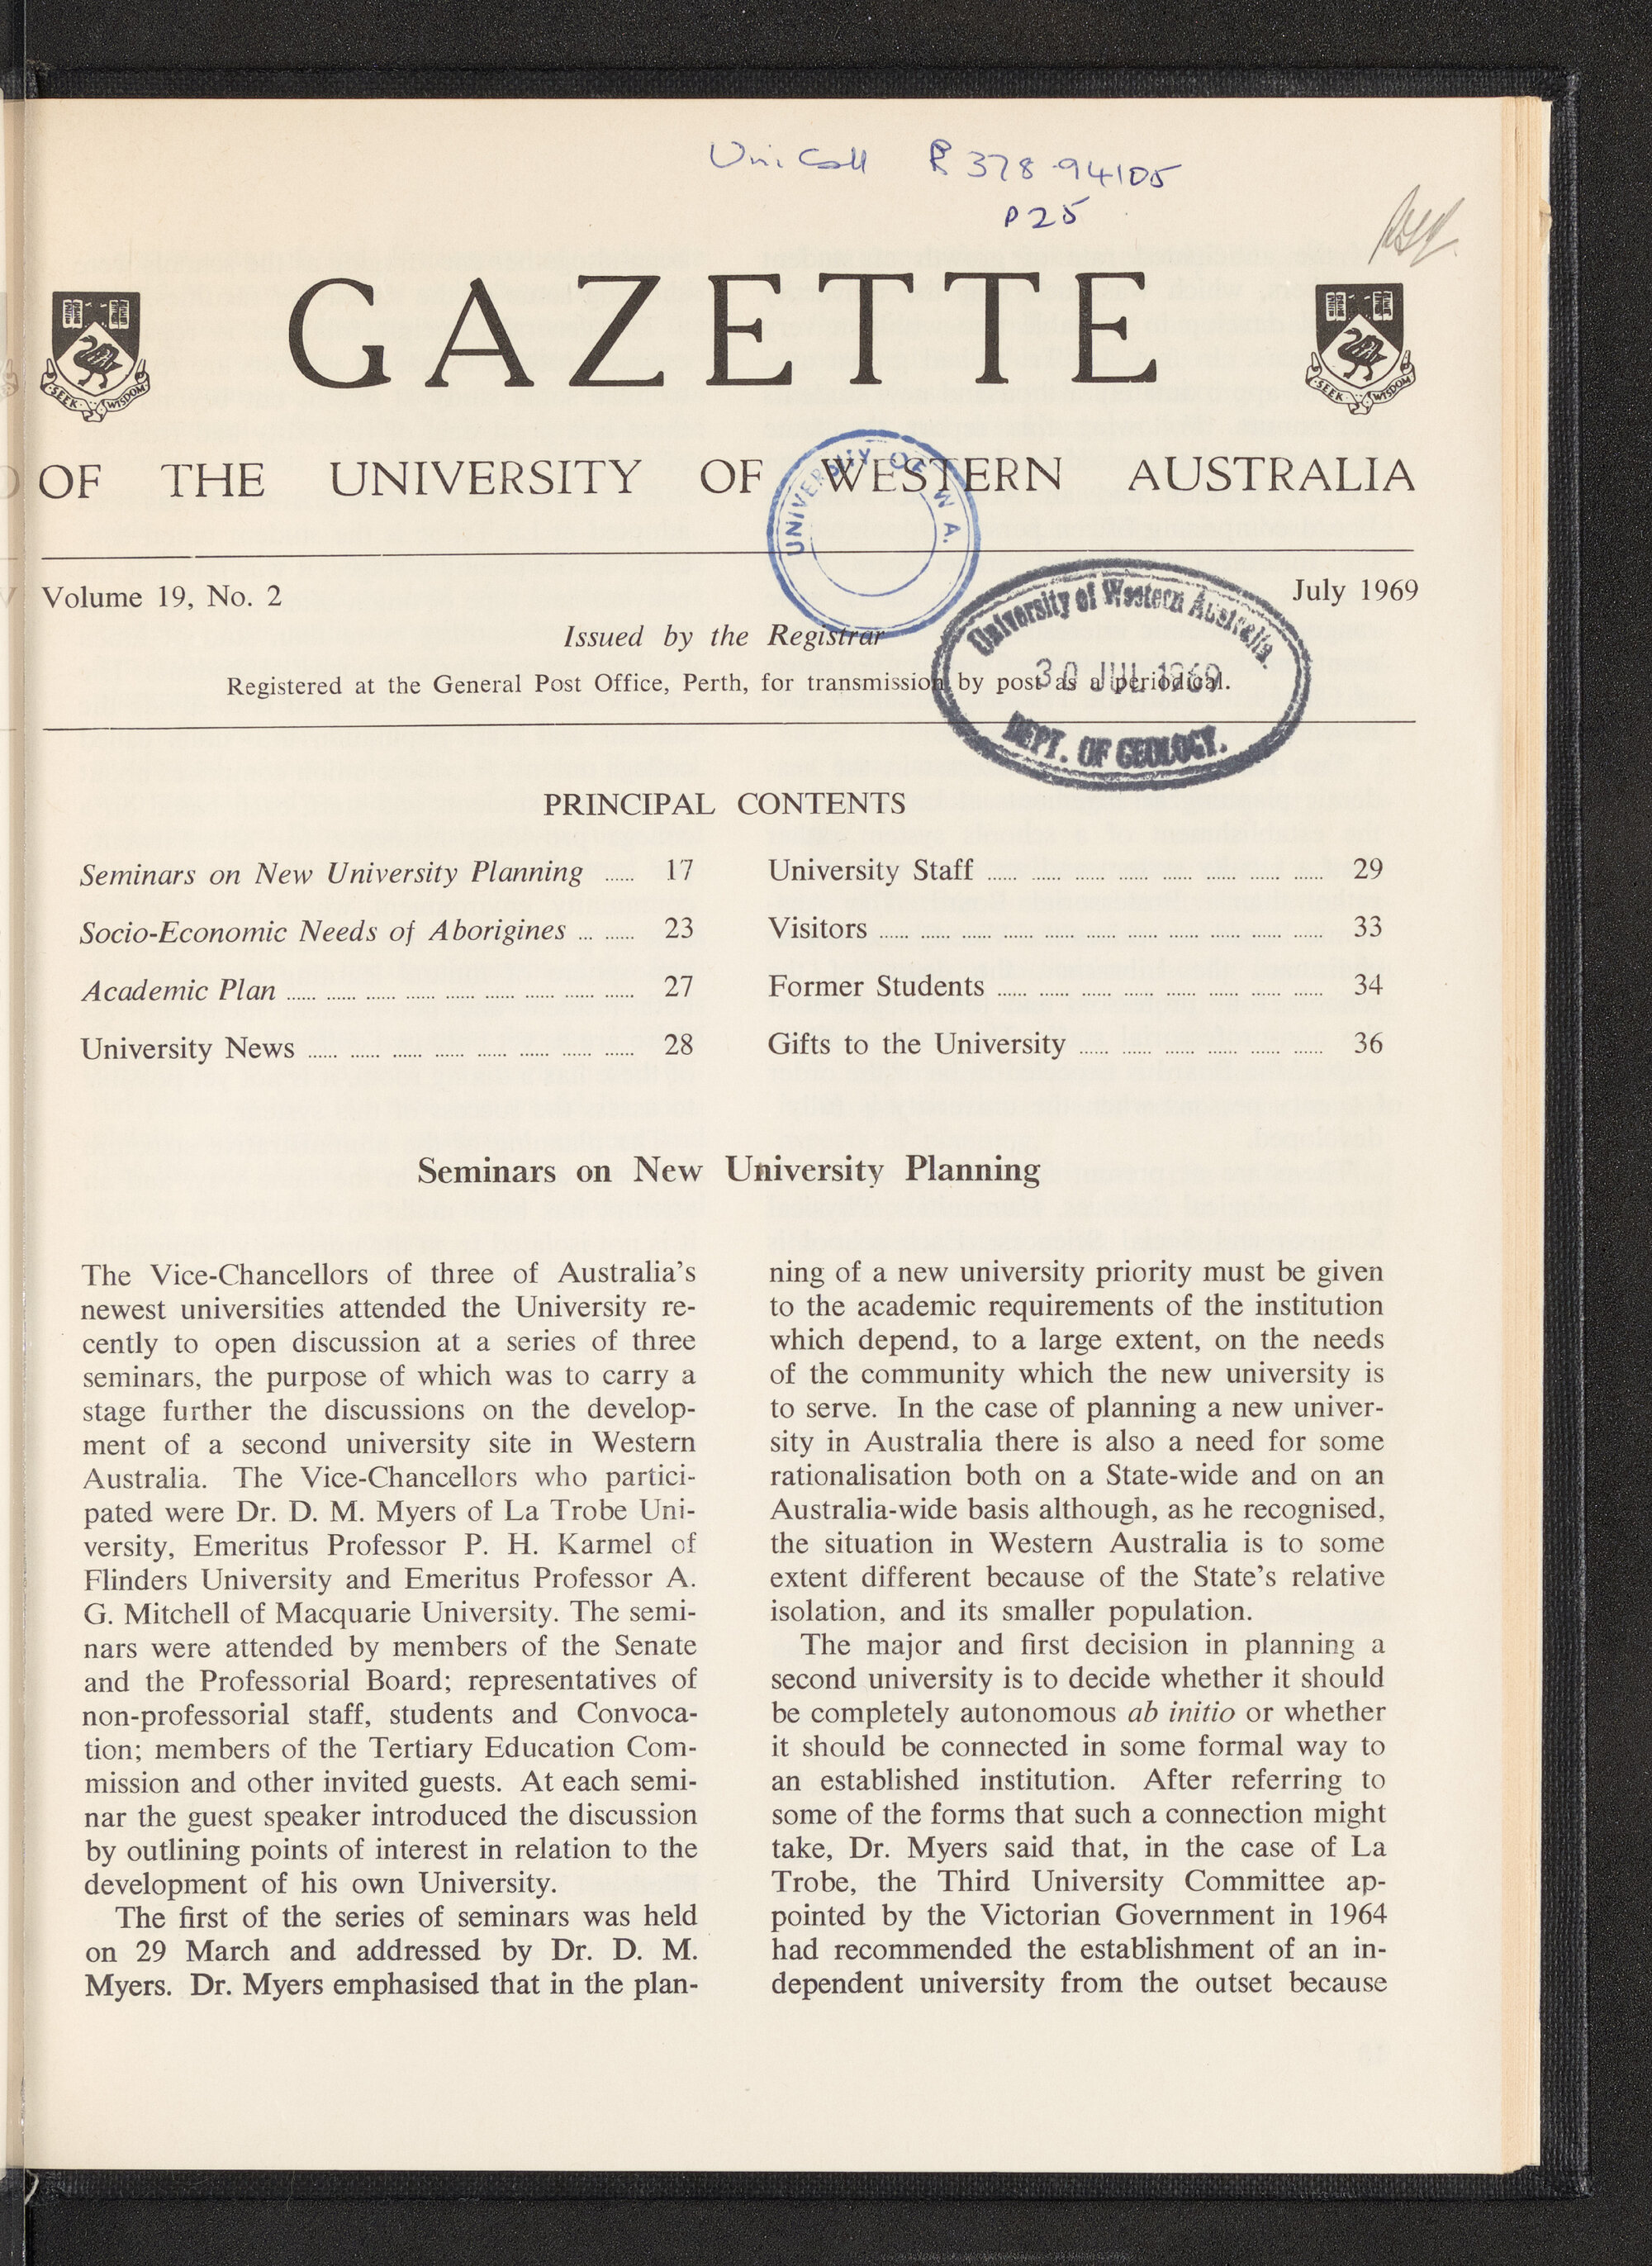 Uni Coll R 378.94105
P25
GAZETTE
SEEK WISDOM
SEEK WISDOM
OF THE UNIVERSITY OF WESTERN AUSTRALIA
UNIVERSITY OF W.A.
Volume 19, No. 2
July 1969
Issued by the Registrar
Registered at the General Post Office, Perth, for transmission by post as a periodical.
University of Western Australia.
30 JUL 1969
DEPT. OF GEOLOGY.
PRINCIPAL CONTENTS
Seminars on New University Planning ...... 17
Socio-Economic Needs of Aborigines ... ...... 23
Academic Plan ...... ...... ...... ...... ...... ...... ...... ...... ...... 27
University News ...... ...... ...... ...... ...... ...... ...... ...... 28
University Staff ...... ...... ...... ...... ...... ...... ...... ...... 29
Visitors ...... ...... ...... ...... ...... ...... ...... ...... ...... ...... ...... 33
Former Students ...... ...... ...... ...... ...... ...... ...... ...... 34
Gifts to the University ...... ...... ...... ...... ...... ...... 36
Seminars on New University Planning
The Vice-Chancellors of three of Australia's
newest universities attended the University re-
cently to open discussion at a series of three
seminars, the purpose of which was to carry a
stage further the discussions on the develop-
ment of a second university site in Western
Australia. The Vice-Chancellors who partici-
pated were Dr. D. M. Myers of La Trobe Uni-
versity, Emeritus Professor P. H. Karmel of
Flinders University and Emeritus Professor A.
G. Mitchell of Macquarie University. The semi-
nars were attended by members of the Senate
and the Professorial Board; representatives of
non-professorial staff, students and Convoca-
tion; members of the Tertiary Education Com-
mission and other invited guests. At each semi-
nar the guest speaker introduced the discussion
by outlining points of interest in relation to the
development of his own University.
The first of the series of seminars was held
on 29 March and addressed by Dr. D. M.
Myers. Dr. Myers emphasised that in the plan-
ning of a new university priority must be given
to the academic requirements of the institution
which depend, to a large extent, on the needs
of the community which the new university is
to serve. In the case of planning a new univer-
sity in Australia there is also a need for some
rationalisation both on a State-wide and on an
Australia-wide basis although, as he recognised,
the situation in Western Australia is to some
extent different because of the State's relative
isolation, and its smaller population.
The major and first decision in planning a
second university is to decide whether it should
be completely autonomous ab initio or whether
it should be connected in some formal way to
an established institution. After referring to
some of the forms that such a connection might
take, Dr. Myers said that, in the case of La
Trobe, the Third University Committee ap-
pointed by the Victorian Government in 1964
had recommended the establishment of an in-
dependent university from the outset because